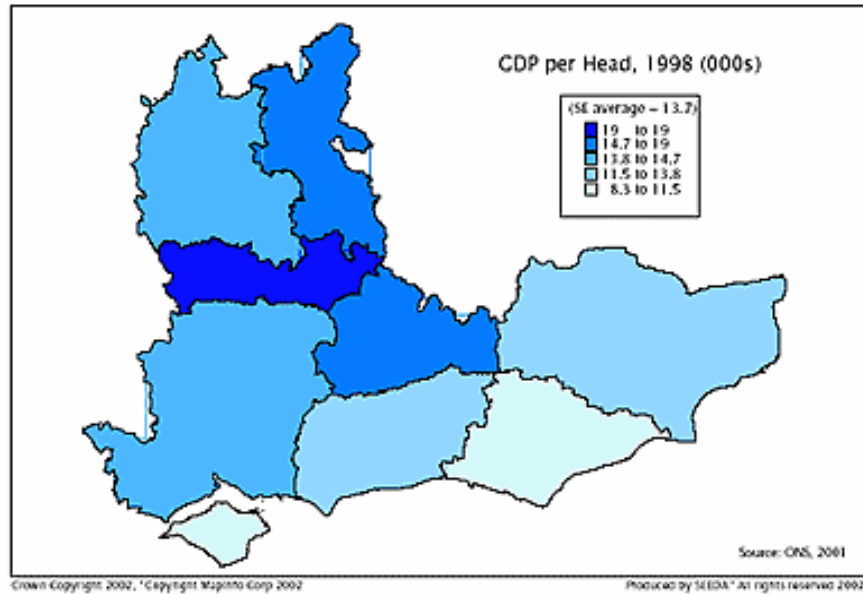 GDP per Head, 1998 (000s)
(SE average - 13.7)
19 to 19
14.7 to 19
13.8 to 14.7
11.5 to 13.8
8.3 to 11.5
Source: ONS, 2001
Crown Copyright 2002, "Copyright MapInfo Corp 2002
Produced by SEEDA" All rights reserved 2002